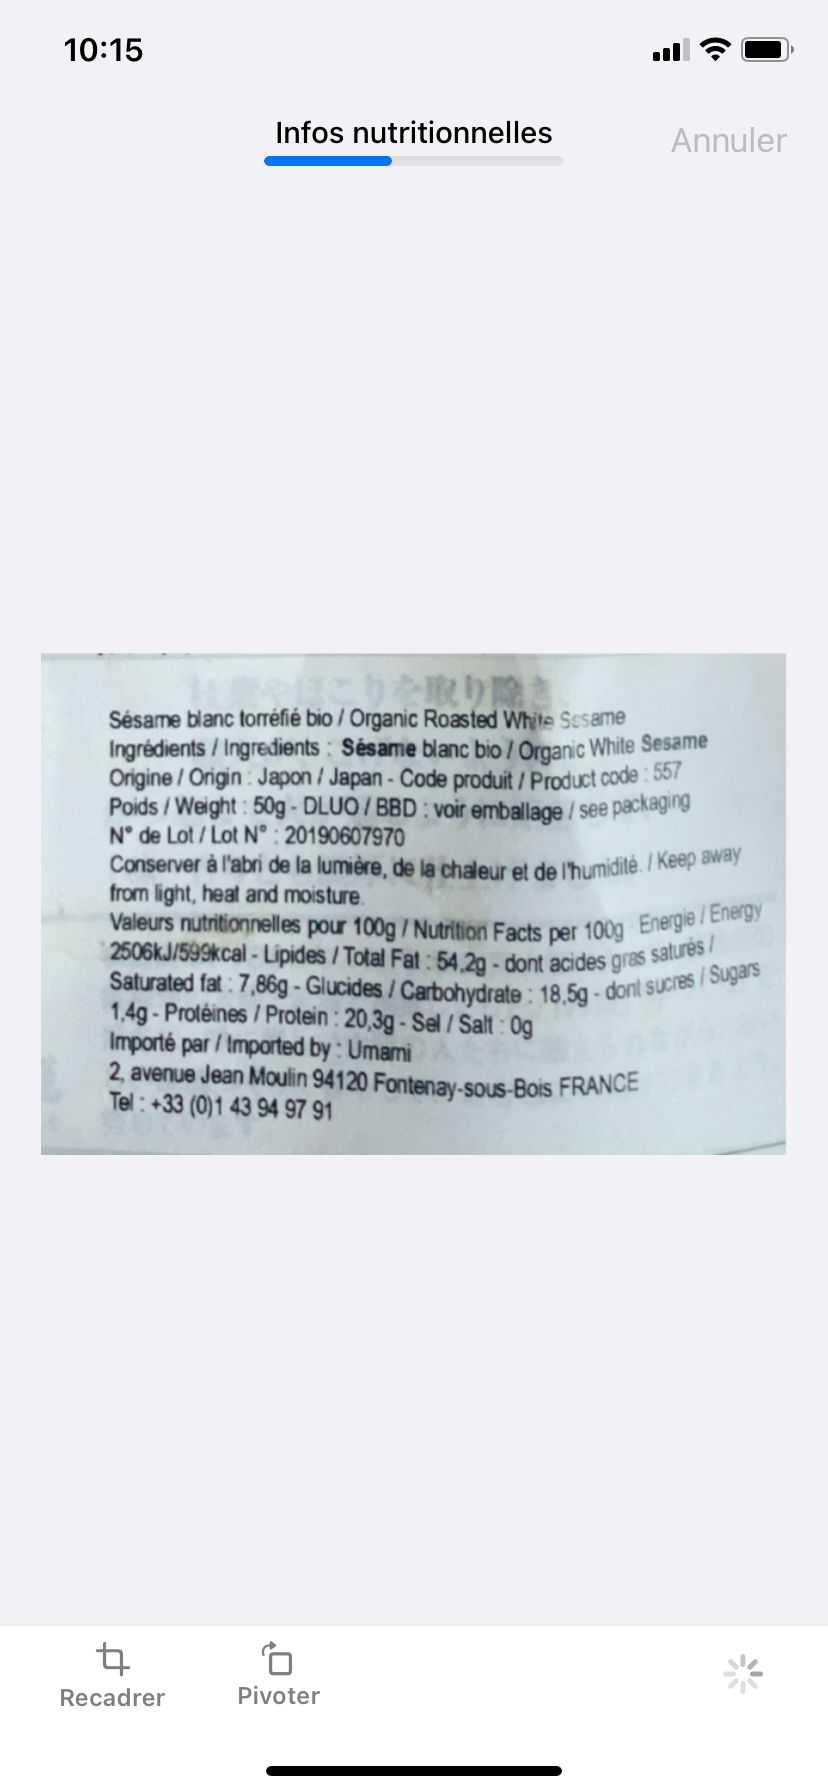 10:15
Infos nutritionnelles
Annuler
Sésame blanc torréfié bio / Organic Roasted White Sesame
Ingrédients / Ingredients : Sésame blanc bio / Organic White Sesame
Origine / Origin : Japon / Japan - Code produit / Product code : 557
Poids / Weight : 50g - DLUO / BBD : voir emballage / see packaging
N° de Lot / Lot N° : 20190607970
Conserver à l'abri de la lumière, de la chaleur et de l'humidité. / Keep away
from light, heat and moisture.
Valeurs nutritionnelles pour 100g / Nutrition Facts per 100g - Energie / Energy
2506kJ/599kcal - Lipides / Total Fat : 54,2g - dont acides gras saturés /
Saturated fat : 7,86g - Glucides / Carbohydrate : 18,5g - dont sucres / Sugars
1,4g - Protéines / Protein : 20,3g - Sel / Salt : 0g
Importé par / Imported by : Umami
2, avenue Jean Moulin 94120 Fontenay-sous-Bois FRANCE
Tel : +33 (0)1 43 94 97 91
Recadrer
Pivoter